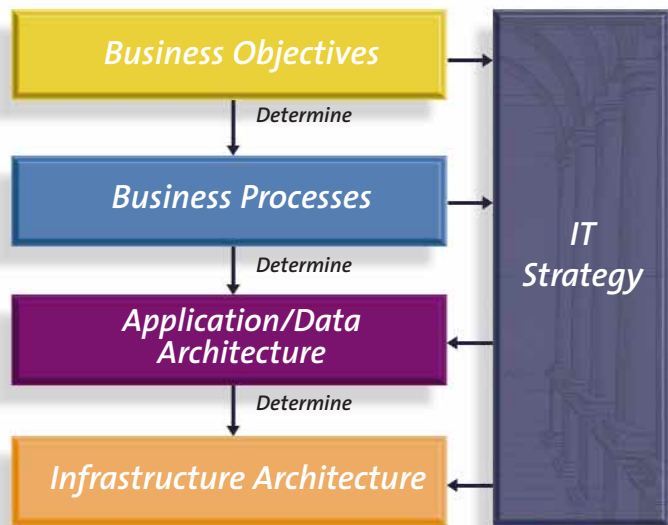 Business Objectives
Determine
Business Processes
Determine
IT
Strategy
Application/Data
Architecture
Determine
Infrastructure Architecture